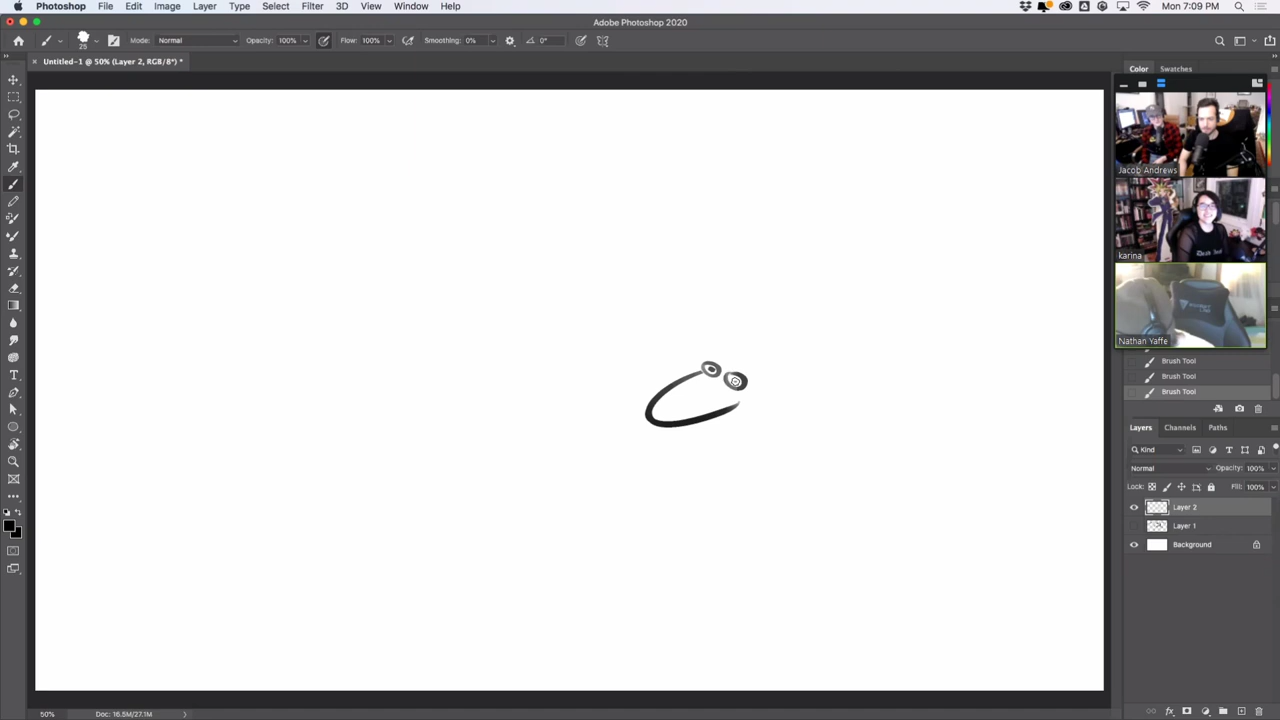 Photoshop File Edit Image Layer Type Select Filter 3D View Window Help Mon 7:09 PM
Adobe Photoshop 2020
25 Mode: Normal Opacity: 100% Flow: 100% Smoothing: 0% 0°
Untitled-1 @ 50% (Layer 2, RGB/8*) *
Color Swatches
Jacob Andrews
karina
Nathan Yaffe
Brush Tool
Brush Tool
Brush Tool
Layers Channels Paths
Kind
Normal Opacity: 100%
Lock: Fill: 100%
Layer 2
Layer 1
Background
50% Doc: 16.5M/27.1M